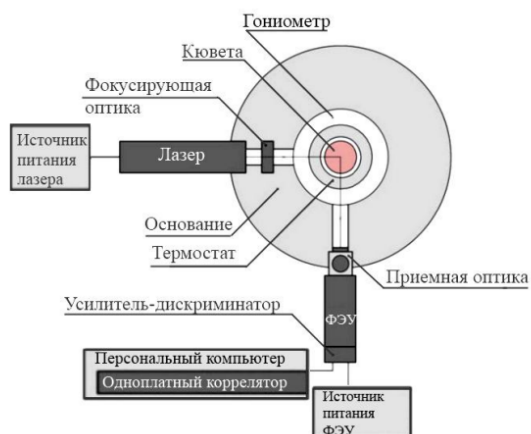 Гониометр
Кювета
Фокусирующая
оптика
Источник
питания
лазера
Лазер
Основание
Термостат
Приемная оптика
Усилитель-дискриминатор
ФЭУ
Персональный компьютер
Одноплатный коррелятор
Источник
питания
ФЭУ